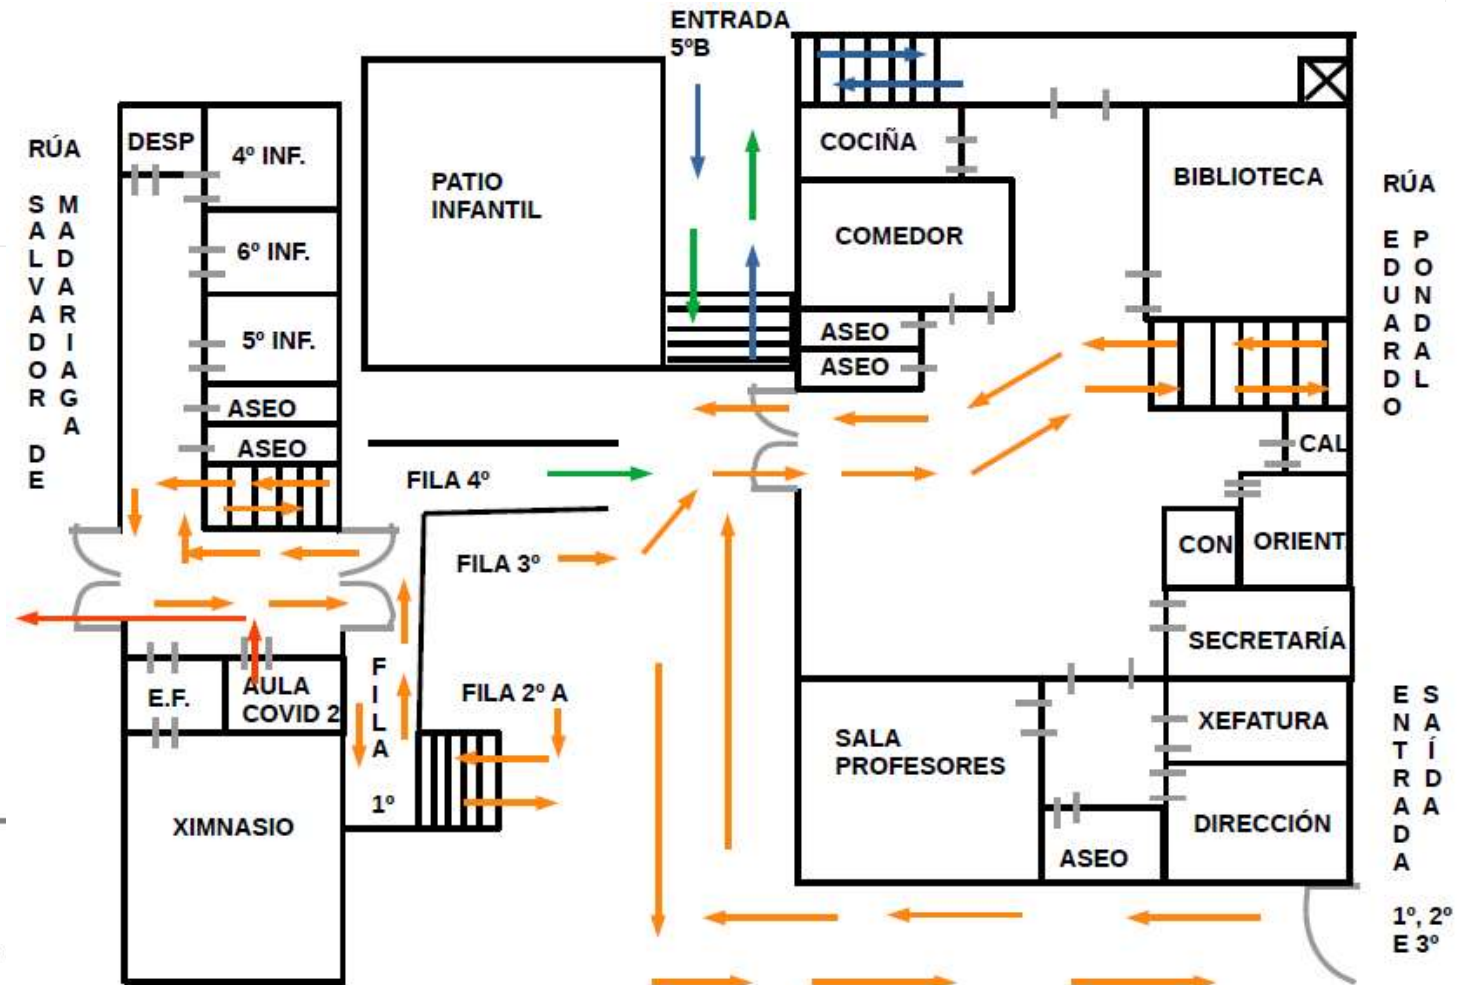 ENTRADA
5ºB
RÚA
SALVADOR DE
MADARIAGA
DESP
4º INF.
6º INF.
5º INF.
ASEO
ASEO
PATIO
INFANTIL
COCIÑA
COMEDOR
ASEO
ASEO
BIBLIOTECA
RÚA
EDUARDO
PONDAL
CAL
CON
ORIENT.
SECRETARÍA
XEFATURA
DIRECCIÓN
SALA
PROFESORES
ASEO
FILA 4º
FILA 3º
FILA 2º A
FILA
1º
E.F.
AULA
COVID 2
XIMNASIO
ENTRADA
SAÍDA
1º, 2º
E 3º